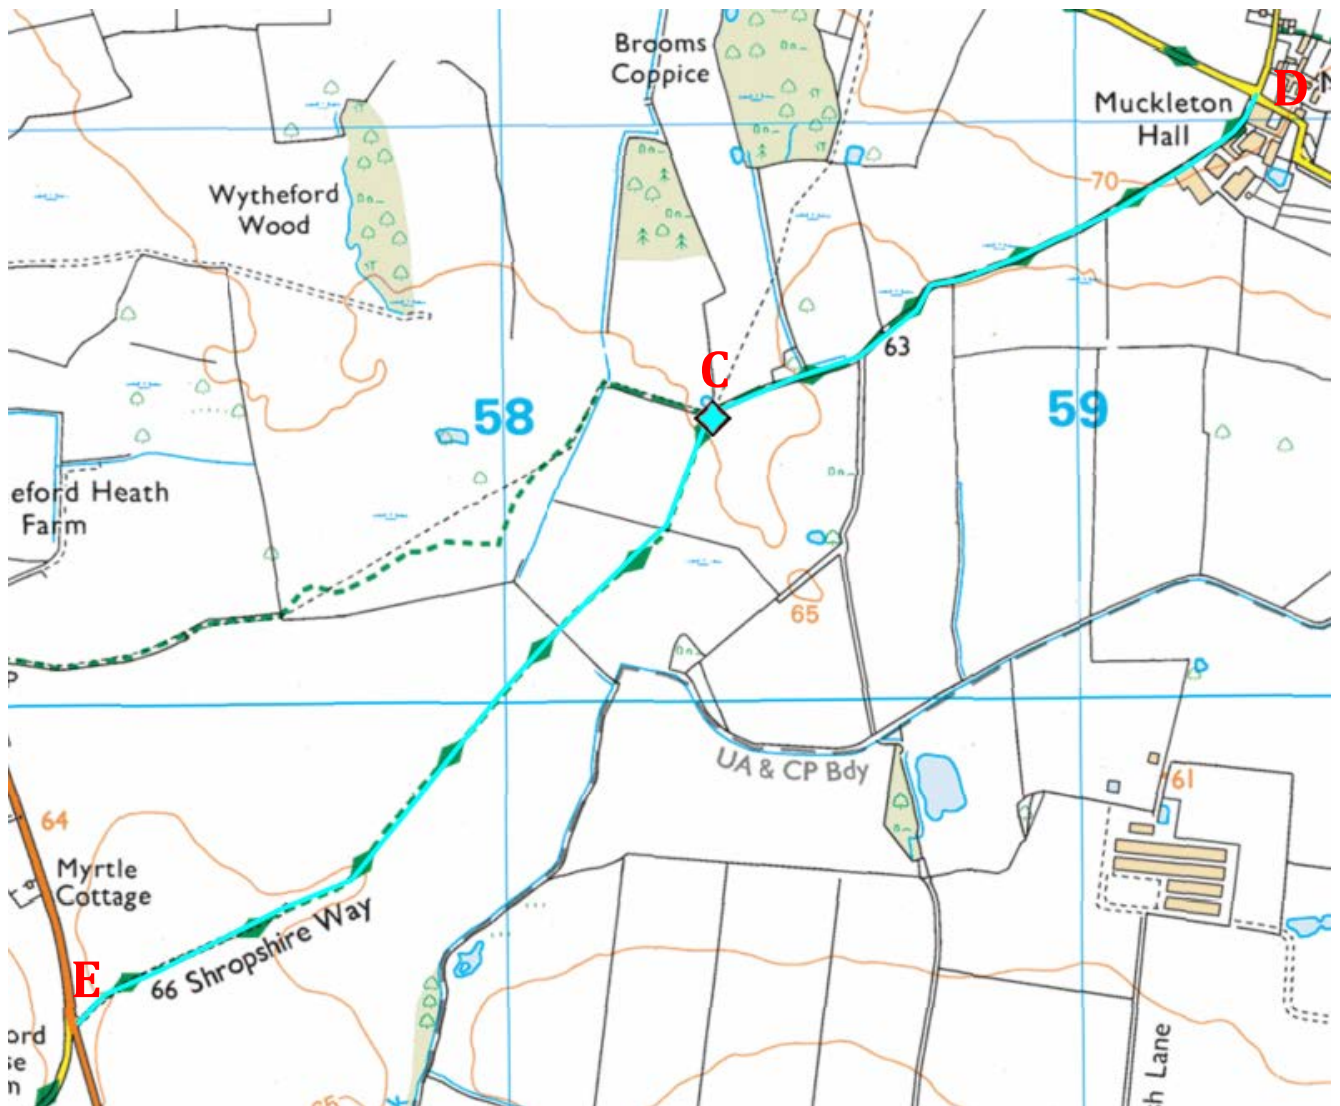 Brooms
Coppice
D
Muckleton
Hall
70
Wytheford
Wood
63
C
58
59
eford Heath
Farm
65
UA & CP Bdy
61
64
Myrtle
Cottage
E
66 Shropshire Way
ord
se
m
h Lane